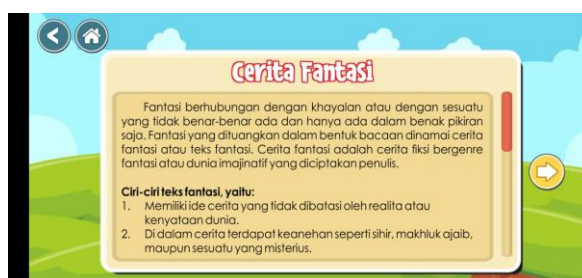 Cerita Fantasi
Fantasi berhubungan dengan khayalan atau dengan sesuatu
yang tidak benar-benar ada dan hanya ada dalam benak pikiran
saja. Fantasi yang dituangkan dalam bentuk bacaan dinamai cerita
fantasi atau teks fantasi. Cerita fantasi adalah cerita fiksi bergenre
fantasi atau dunia imajinatif yang diciptakan penulis.
Ciri-ciri teks fantasi, yaitu:
1. Memiliki ide cerita yang tidak dibatasi oleh realita atau
kenyataan dunia.
2. Di dalam cerita terdapat keanehan seperti sihir, makhluk ajaib,
maupun sesuatu yang misterius.